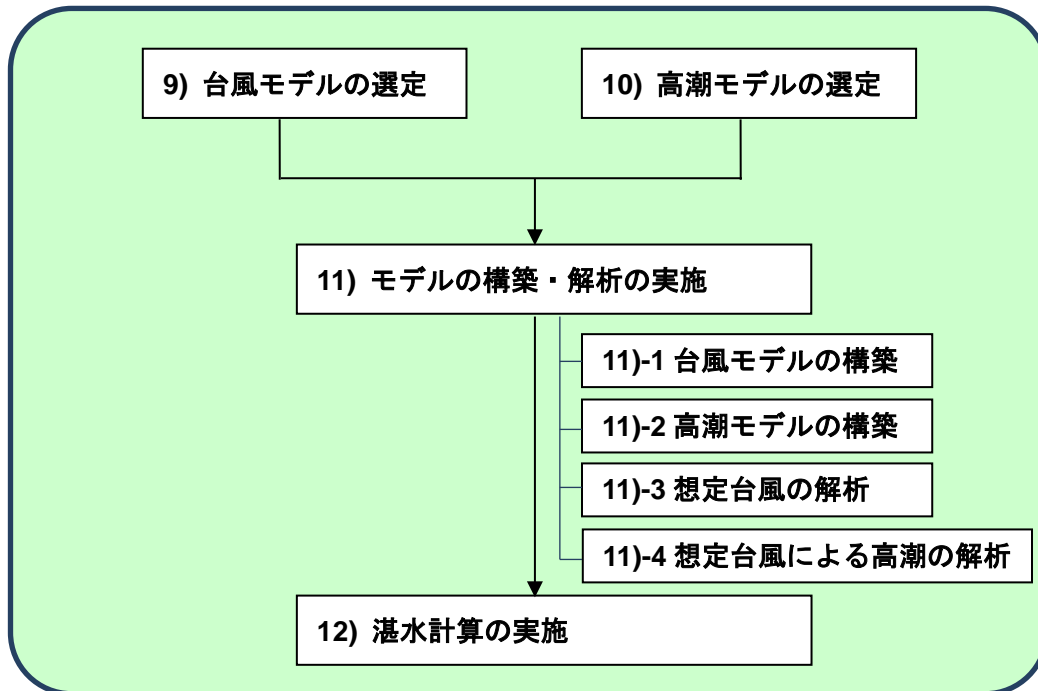 9) 台風モデルの選定
10) 高潮モデルの選定
11) モデルの構築・解析の実施
11)-1 台風モデルの構築
11)-2 高潮モデルの構築
11)-3 想定台風の解析
11)-4 想定台風による高潮の解析
12) 湛水計算の実施